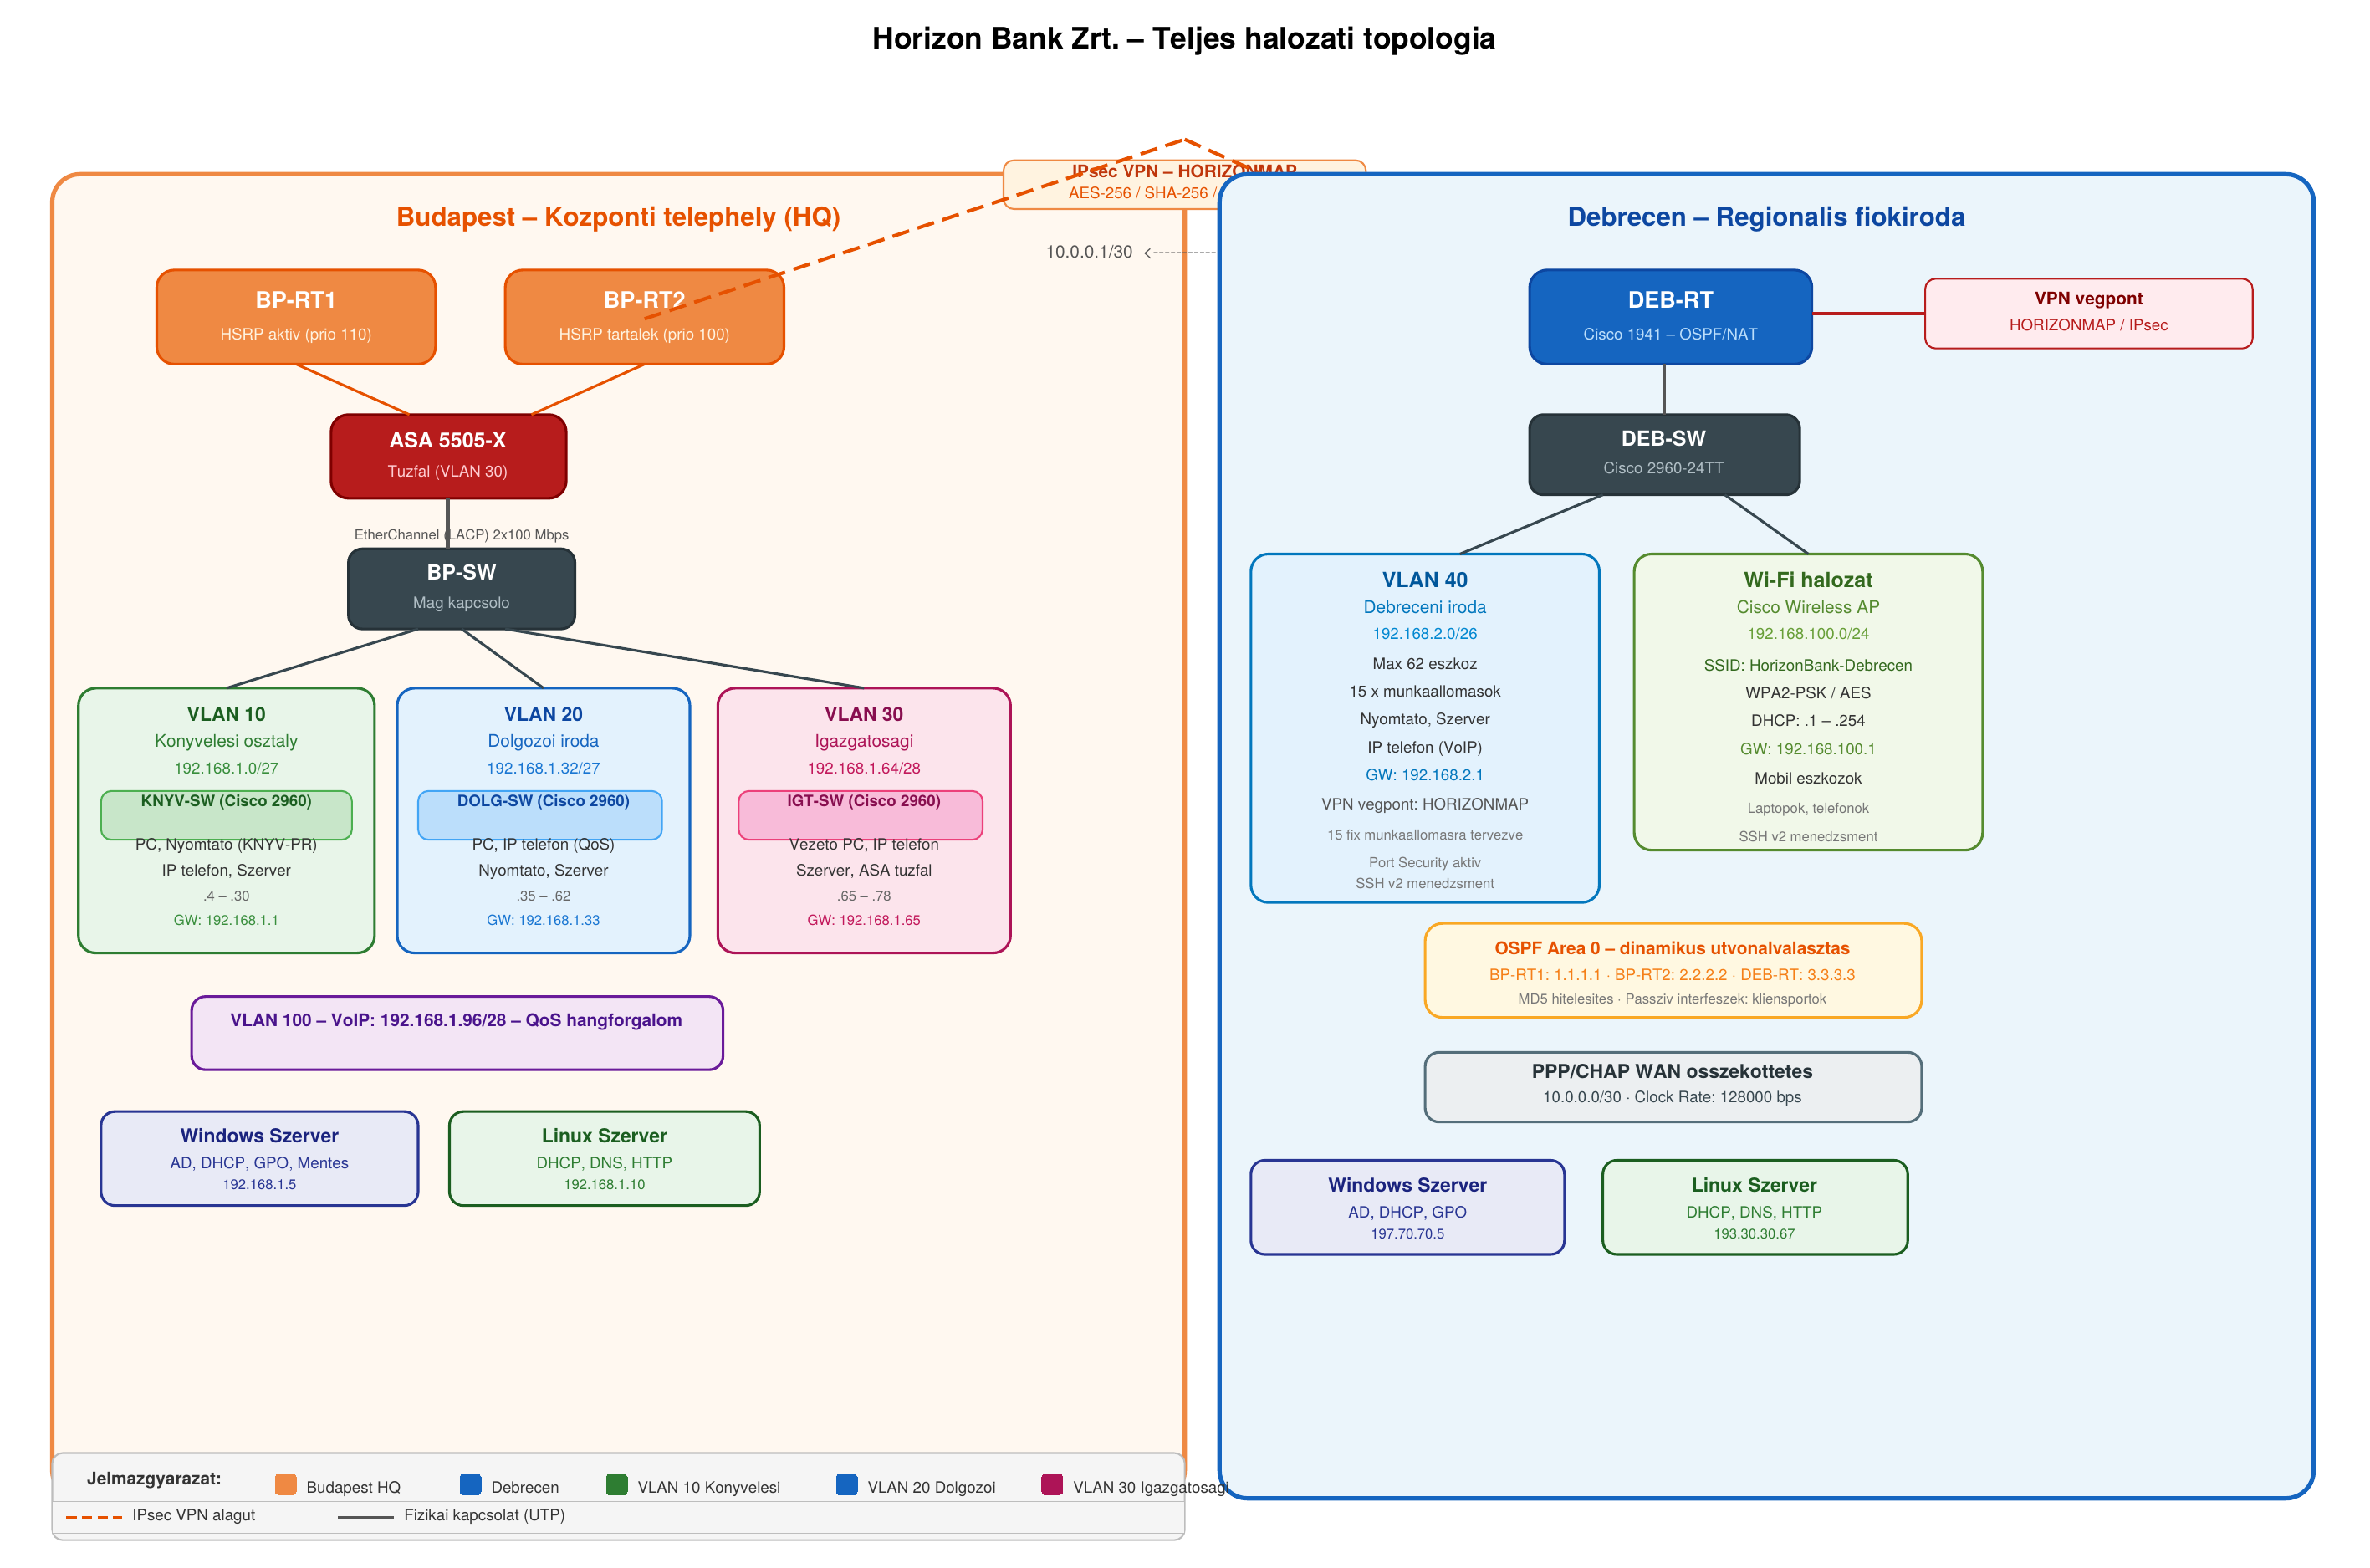 Horizon Bank Zrt. – Teljes halozati topologia
IPsec VPN – HORIZONMAP
AES-256 / SHA-256 /
Budapest – Kozponti telephely (HQ)
10.0.0.1/30
BP-RT1
HSRP aktiv (prio 110)
BP-RT2
HSRP tartalek (prio 100)
ASA 5505-X
Tuzfal (VLAN 30)
EtherChannel (LACP) 2x100 Mbps
BP-SW
Mag kapcsolo
VLAN 10
Konyvelesi osztaly
192.168.1.0/27
KNYV-SW (Cisco 2960)
PC, Nyomtato (KNYV-PR)
IP telefon, Szerver
.4 – .30
GW: 192.168.1.1
VLAN 20
Dolgozoi iroda
192.168.1.32/27
DOLG-SW (Cisco 2960)
PC, IP telefon (QoS)
Nyomtato, Szerver
.35 – .62
GW: 192.168.1.33
VLAN 30
Igazgatosagi
192.168.1.64/28
IGT-SW (Cisco 2960)
Vezeto PC, IP telefon
Szerver, ASA tuzfal
.65 – .78
GW: 192.168.1.65
VLAN 100 – VoIP: 192.168.1.96/28 – QoS hangforgalom
Windows Szerver
AD, DHCP, GPO, Mentes
192.168.1.5
Linux Szerver
DHCP, DNS, HTTP
192.168.1.10
Debrecen – Regionalis fiokiroda
DEB-RT
Cisco 1941 – OSPF/NAT
VPN vegpont
HORIZONMAP / IPsec
DEB-SW
Cisco 2960-24TT
VLAN 40
Debreceni iroda
192.168.2.0/26
Max 62 eszkoz
15 x munkaallomasok
Nyomtato, Szerver
IP telefon (VoIP)
GW: 192.168.2.1
VPN vegpont: HORIZONMAP
15 fix munkaallomasra tervezve
Port Security aktiv
SSH v2 menedzsment
Wi-Fi halozat
Cisco Wireless AP
192.168.100.0/24
SSID: HorizonBank-Debrecen
WPA2-PSK / AES
DHCP: .1 – .254
GW: 192.168.100.1
Mobil eszkozok
Laptopok, telefonok
SSH v2 menedzsment
OSPF Area 0 – dinamikus utvonalvalasztas
BP-RT1: 1.1.1.1 · BP-RT2: 2.2.2.2 · DEB-RT: 3.3.3.3
MD5 hitelesites · Passziv interfeszek: kliensportok
PPP/CHAP WAN osszekottetes
10.0.0.0/30 · Clock Rate: 128000 bps
Windows Szerver
AD, DHCP, GPO
197.70.70.5
Linux Szerver
DHCP, DNS, HTTP
193.30.30.67
Jelmazgyarazat:
Budapest HQ
Debrecen
VLAN 10 Konyvelesi
VLAN 20 Dolgozoi
VLAN 30 Igazgatosagi
IPsec VPN alagut
Fizikai kapcsolat (UTP)